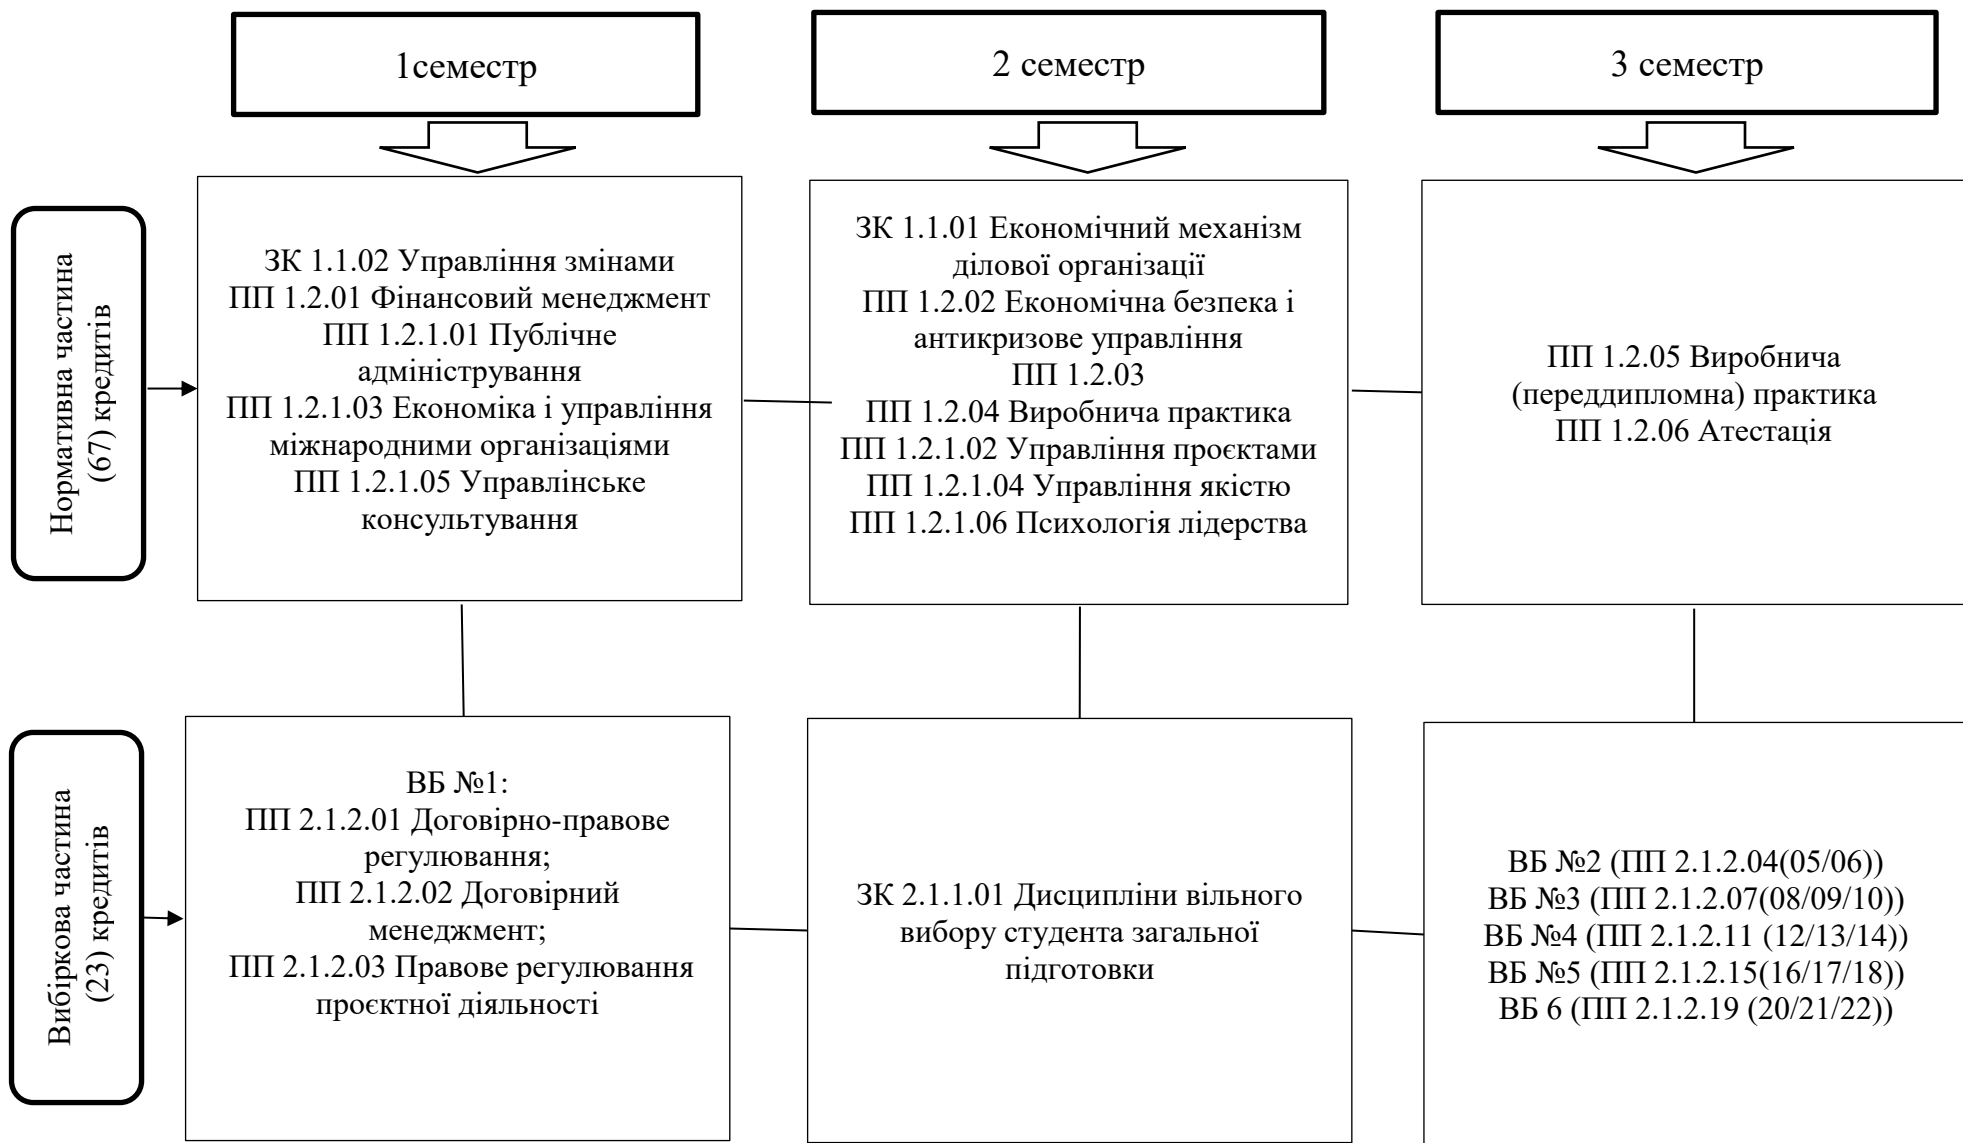 1семестр
2 семестр
3 семестр
Нормативна частина
(67) кредитів
ЗК 1.1.02 Управління змінами
ПП 1.2.01 Фінансовий менеджмент
ПП 1.2.1.01 Публічне
адміністрування
ПП 1.2.1.03 Економіка і управління
міжнародними організаціями
ПП 1.2.1.05 Управлінське
консультування
ЗК 1.1.01 Економічний механізм
ділової організації
ПП 1.2.02 Економічна безпека і
антикризове управління
ПП 1.2.03
ПП 1.2.04 Виробнича практика
ПП 1.2.1.02 Управління проєктами
ПП 1.2.1.04 Управління якістю
ПП 1.2.1.06 Психологія лідерства
ПП 1.2.05 Виробнича
(переддипломна) практика
ПП 1.2.06 Атестація
Вибіркова частина
(23) кредитів
ВБ №1:
ПП 2.1.2.01 Договірно-правове
регулювання;
ПП 2.1.2.02 Договірний
менеджмент;
ПП 2.1.2.03 Правове регулювання
проєктної діяльності
ЗК 2.1.1.01 Дисципліни вільного
вибору студента загальної
підготовки
ВБ №2 (ПП 2.1.2.04(05/06))
ВБ №3 (ПП 2.1.2.07(08/09/10))
ВБ №4 (ПП 2.1.2.11 (12/13/14))
ВБ №5 (ПП 2.1.2.15(16/17/18))
ВБ 6 (ПП 2.1.2.19 (20/21/22))